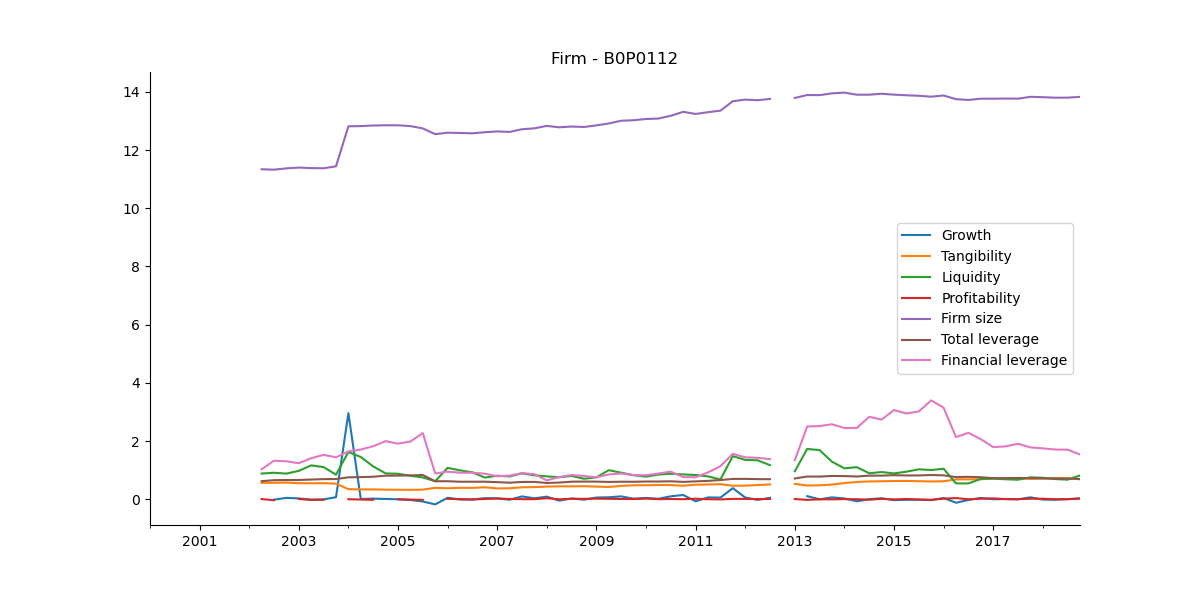 Firm - B0P0112
14
12
10
8
6
4
2
0
Growth
Tangibility
Liquidity
Profitability
Firm size
Total leverage
Financial leverage
2001 2003 2005 2007 2009 2011 2013 2015 2017